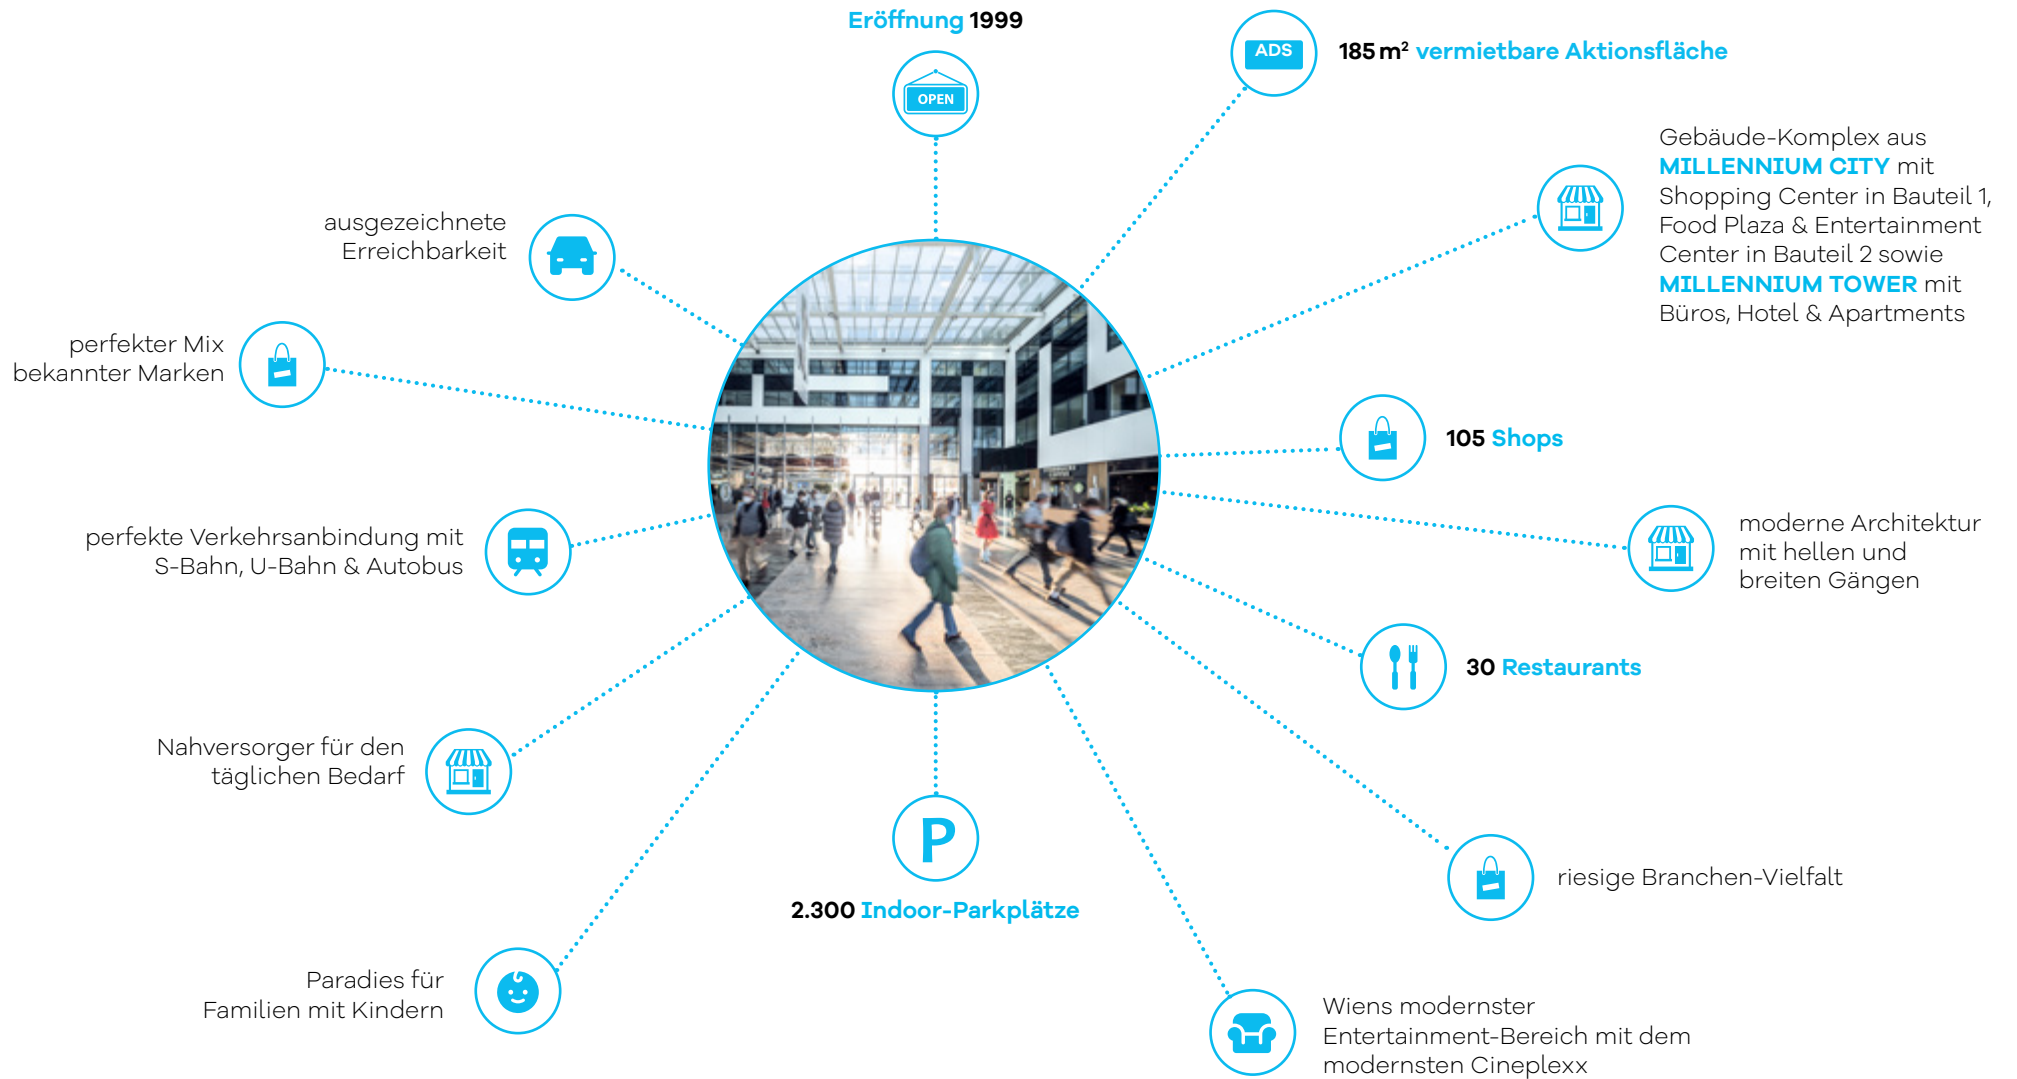 Eröffnung 1999
OPEN
ADS
185 m² vermietbare Aktionsfläche
Gebäude-Komplex aus
MILLENNIUM CITY mit
Shopping Center in Bauteil 1,
Food Plaza & Entertainment
Center in Bauteil 2 sowie
MILLENNIUM TOWER mit
Büros, Hotel & Apartments
ausgezeichnete
Erreichbarkeit
perfekter Mix
bekannter Marken
105 Shops
perfekte Verkehrsanbindung mit
S-Bahn, U-Bahn & Autobus
moderne Architektur
mit hellen und
breiten Gängen
30 Restaurants
Nahversorger für den
täglichen Bedarf
P
2.300 Indoor-Parkplätze
riesige Branchen-Vielfalt
Paradies für
Familien mit Kindern
Wiens modernster
Entertainment-Bereich mit dem
modernsten Cineplexx